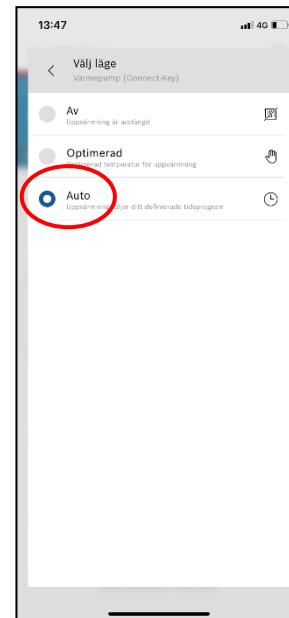 13:47
4G
Välj läge
Värmepump (Connect-Key)
Av
Uppvärmning är avstängd
Optimerad
Optimerad temperatur för uppvärmning
Auto
Uppvärmning följer ditt definierade tidsprogram